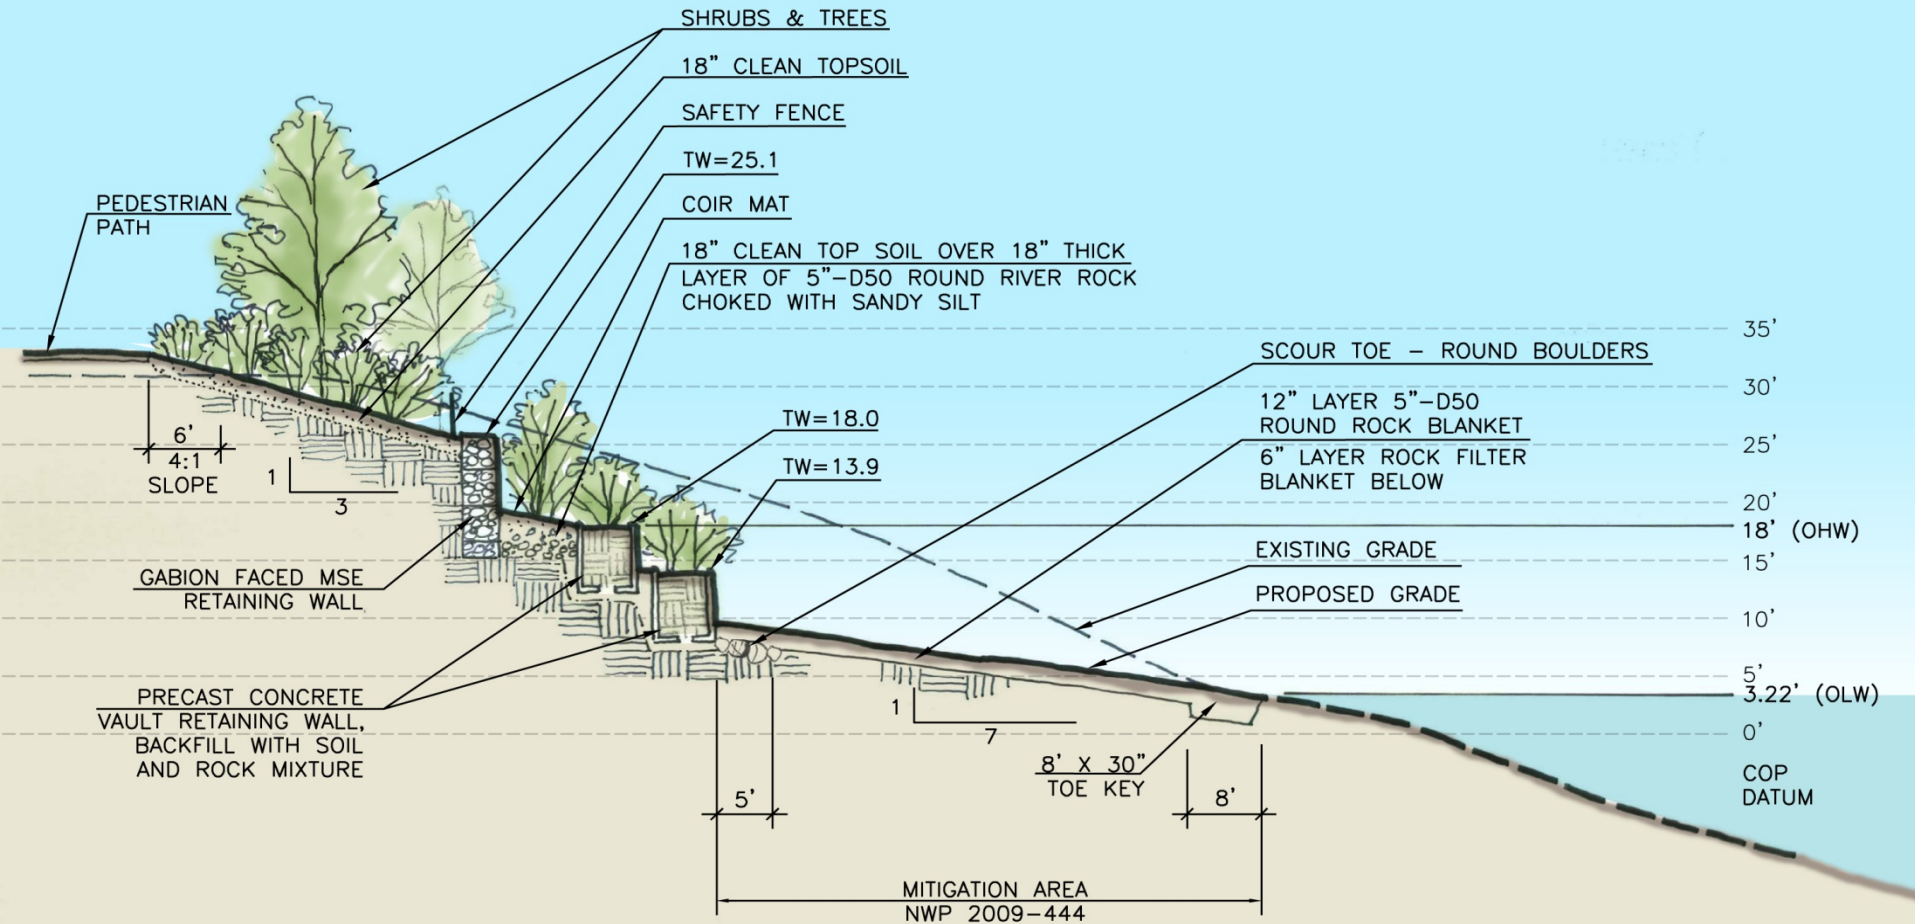 SHRUBS & TREES
18" CLEAN TOPSOIL
SAFETY FENCE
TW=25.1
COIR MAT
18" CLEAN TOP SOIL OVER 18" THICK
LAYER OF 5"-D50 ROUND RIVER ROCK
CHOKED WITH SANDY SILT
PEDESTRIAN
PATH
SCOUR TOE – ROUND BOULDERS
12" LAYER 5"-D50
ROUND ROCK BLANKET
6" LAYER ROCK FILTER
BLANKET BELOW
TW=18.0
TW=13.9
EXISTING GRADE
PROPOSED GRADE
35'
30'
25'
20'
18' (OHW)
15'
10'
5'
3.22' (OLW)
0'
COP
DATUM
6'
4:1
SLOPE
1
3
GABION FACED MSE
RETAINING WALL
PRECAST CONCRETE
VAULT RETAINING WALL,
BACKFILL WITH SOIL
AND ROCK MIXTURE
1
7
8' X 30"
TOE KEY
5'
8'
MITIGATION AREA
NWP 2009-444